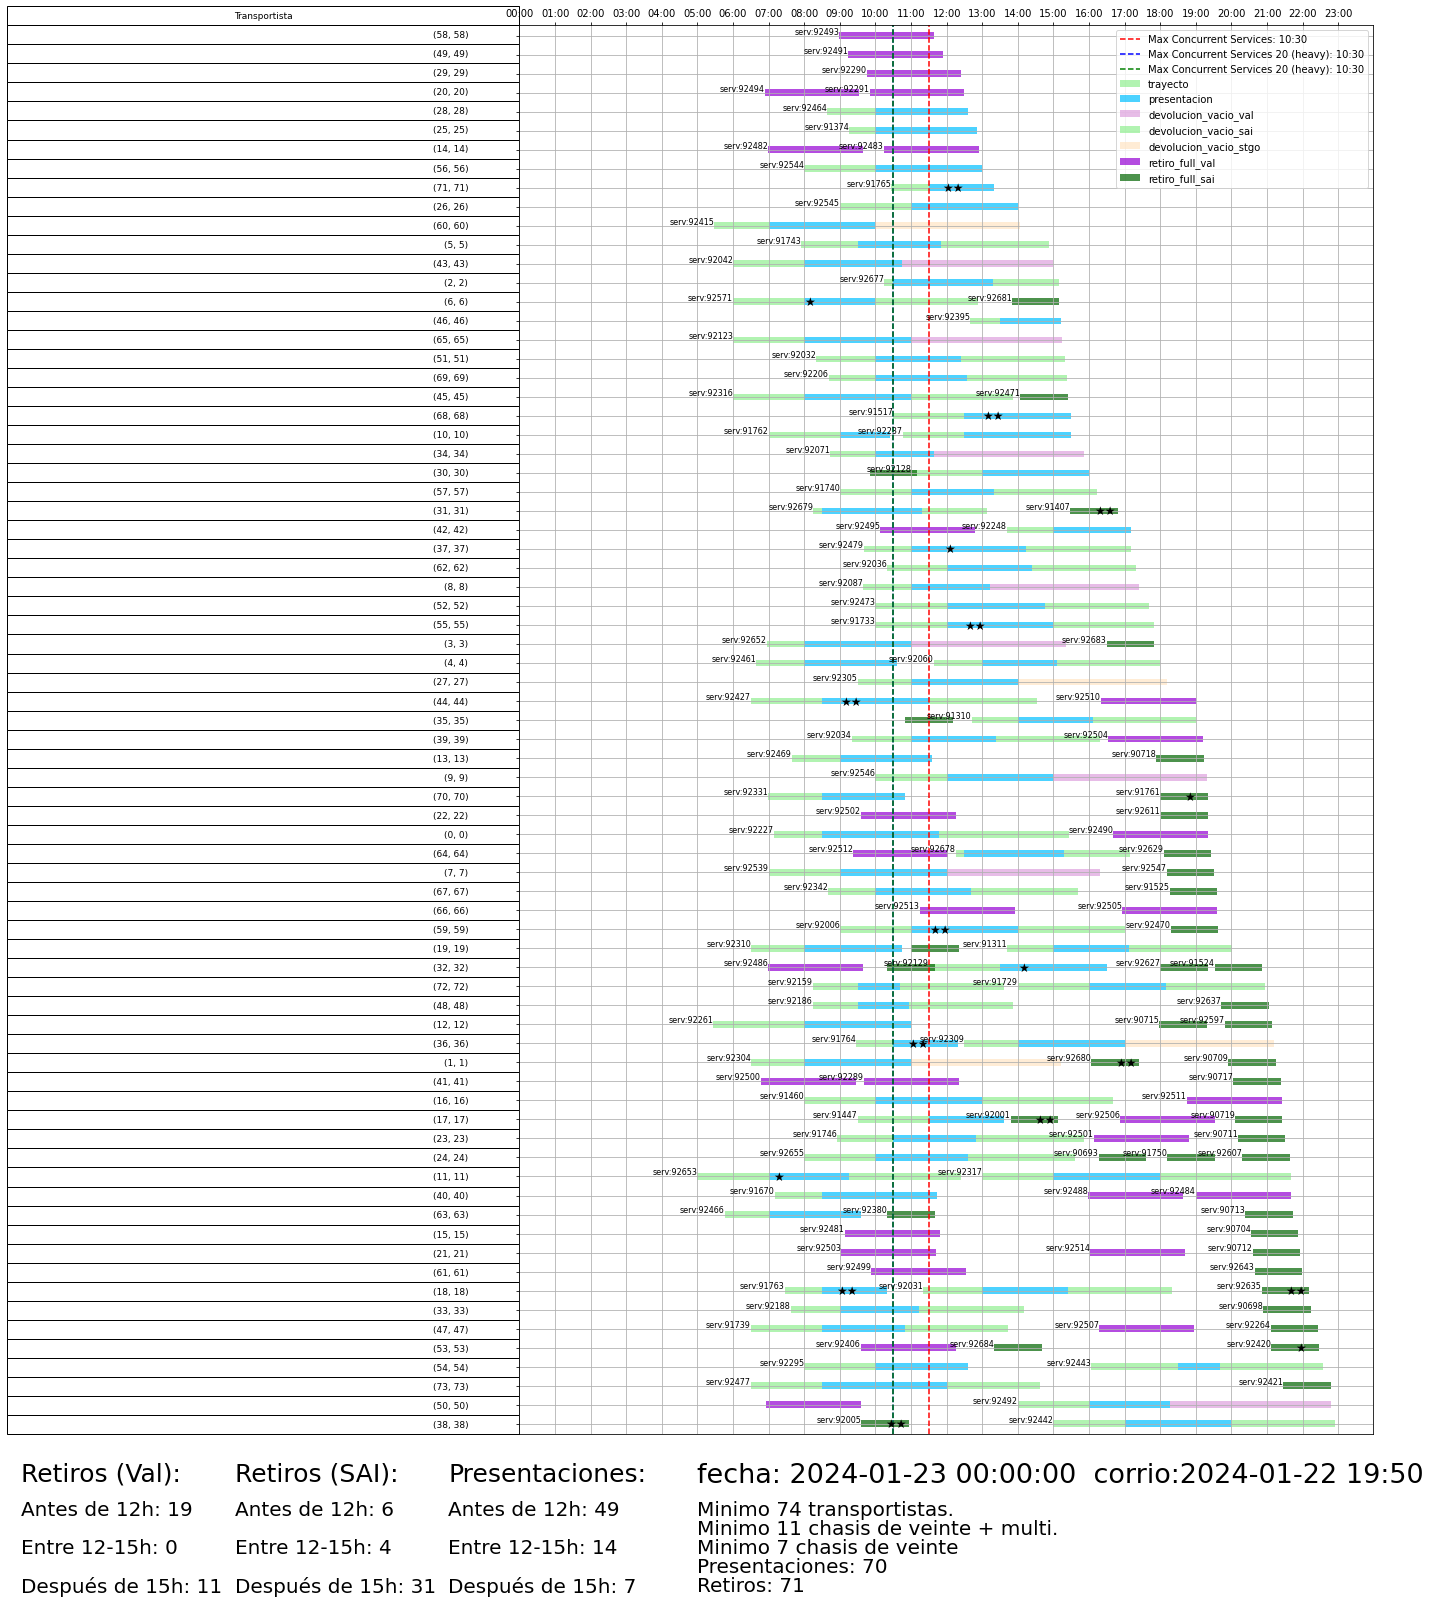 Transportista 00:00 01:00 02:00 03:00 04:00 05:00 06:00 07:00 08:00 09:00 10:00 11:00 12:00 13:00 14:00 15:00 16:00 17:00 18:00 19:00 20:00 21:00 22:00 23:00
Max Concurrent Services: 10:30
Max Concurrent Services 20 (heavy): 10:30
Max Concurrent Services 20 (heavy): 10:30
trayecto
presentacion
devolucion_vacio_val
devolucion_vacio_sai
devolucion_vacio_stgo
retiro_full_val
retiro_full_sai
(58, 58) serv:92493
(49, 49) serv:92491
(29, 29) serv:92290
(20, 20) serv:92494 serv:92291
(28, 28) serv:92464
(25, 25) serv:91374
(14, 14) serv:92482 serv:92483
(56, 56) serv:92544
(71, 71) serv:91765
(26, 26) serv:92545
(60, 60) serv:92415
(5, 5) serv:91743
(43, 43) serv:92042
(2, 2) serv:92677
(6, 6) serv:92571 serv:92681
(46, 46) serv:92395
(65, 65) serv:92123
(51, 51) serv:92032
(69, 69) serv:92206
(45, 45) serv:92316 serv:92471
(68, 68) serv:91517
(10, 10) serv:91762 serv:92287
(34, 34) serv:92071
(30, 30) serv:92128
(57, 57) serv:91740
(31, 31) serv:92679 serv:91407
(42, 42) serv:92495 serv:92248
(37, 37) serv:92479
(62, 62) serv:92036
(8, 8) serv:92087
(52, 52) serv:92473
(55, 55) serv:91733
(3, 3) serv:92652 serv:92683
(4, 4) serv:92461 serv:92060
(27, 27) serv:92305
(44, 44) serv:92427 serv:92510
(35, 35) serv:91310
(39, 39) serv:92034 serv:92504
(13, 13) serv:92469 serv:90718
(9, 9) serv:92546
(70, 70) serv:92331 serv:91761
(22, 22) serv:92502 serv:92611
(0, 0) serv:92227 serv:92490
(64, 64) serv:92512 serv:92678 serv:92629
(7, 7) serv:92539 serv:92547
(67, 67) serv:92342 serv:91525
(66, 66) serv:92513 serv:92505
(59, 59) serv:92006 serv:92470
(19, 19) serv:92310 serv:91311
(32, 32) serv:92486 serv:92129 serv:92627 serv:91524
(72, 72) serv:92159 serv:91729
(48, 48) serv:92186 serv:92637
(12, 12) serv:92261 serv:90715 serv:92597
(36, 36) serv:91764 serv:92309
(1, 1) serv:92304 serv:92680 serv:90709
(41, 41) serv:92500 serv:92289 serv:90717
(16, 16) serv:91460 serv:92511
(17, 17) serv:91447 serv:92001 serv:92506 serv:90719
(23, 23) serv:91746 serv:92501 serv:90711
(24, 24) serv:92655 serv:90693 serv:91750 serv:92607
(11, 11) serv:92653 serv:92317
(40, 40) serv:91670 serv:92488 serv:92484
(63, 63) serv:92466 serv:92380 serv:90713
(15, 15) serv:92481 serv:90704
(21, 21) serv:92503 serv:92514 serv:90712
(61, 61) serv:92499 serv:92643
(18, 18) serv:91763 serv:92031 serv:92635
(33, 33) serv:92188 serv:90698
(47, 47) serv:91739 serv:92507 serv:92264
(53, 53) serv:92406 serv:92684 serv:92420
(54, 54) serv:92295 serv:92443
(73, 73) serv:92477 serv:92421
(50, 50) serv:92492
(38, 38) serv:92005 serv:92442
Retiros (Val):
Antes de 12h: 19
Entre 12-15h: 0
Después de 15h: 11
Retiros (SAI):
Antes de 12h: 6
Entre 12-15h: 4
Después de 15h: 31
Presentaciones:
Antes de 12h: 49
Entre 12-15h: 14
Después de 15h: 7
fecha: 2024-01-23 00:00:00 corrio:2024-01-22 19:50
Minimo 74 transportistas.
Minimo 11 chasis de veinte + multi.
Minimo 7 chasis de veinte
Presentaciones: 70
Retiros: 71